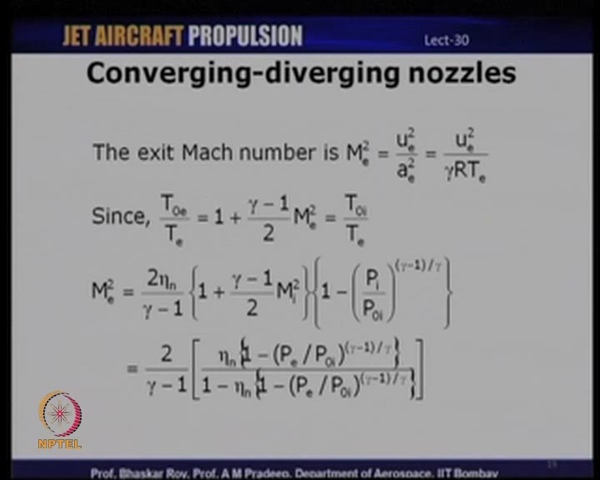 JET AIRCRAFT PROPULSION
Lect-30
Converging-diverging nozzles
The exit Mach number is M_e^2 = u_e^2 / a_e^2 = u_e^2 / γRT_e
Since, T_0e / T_e = 1 + (γ − 1)/2 M_e^2 = T_0i / T_e
M_e^2 = 2η_n / (γ − 1) {1 + (γ − 1)/2 M_i^2}{1 − (P_i / P_0i)^((γ−1)/γ)}
= 2 / (γ − 1) [η_n{1 − (P_e / P_0i)^((γ−1)/γ)} / 1 − η_n{1 − (P_e / P_0i)^((γ−1)/γ)}]
NPTEL
19
Prof. Bhaskar Roy, Prof. A M Pradeep, Department of Aerospace, IIT Bombay